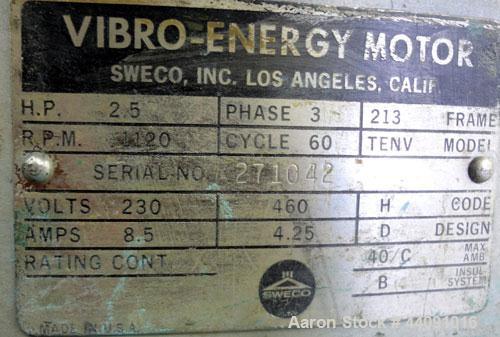 VIBRO-ENERGY MOTOR
SWECO, INC. LOS ANGELES, CALIF
H.P. 2.5 PHASE 3 213 FRAME
R.P.M. 1120 CYCLE 60 TENV MODEL
SERIAL NO 271042
VOLTS 230 460 H CODE
AMPS 8.5 4.25 D DESIGN
RATING CONT 40/C MAX AMB
B INSUL SYSTEM
SWECO
MADE IN U.S.A.
Aaron Stock # 44091016